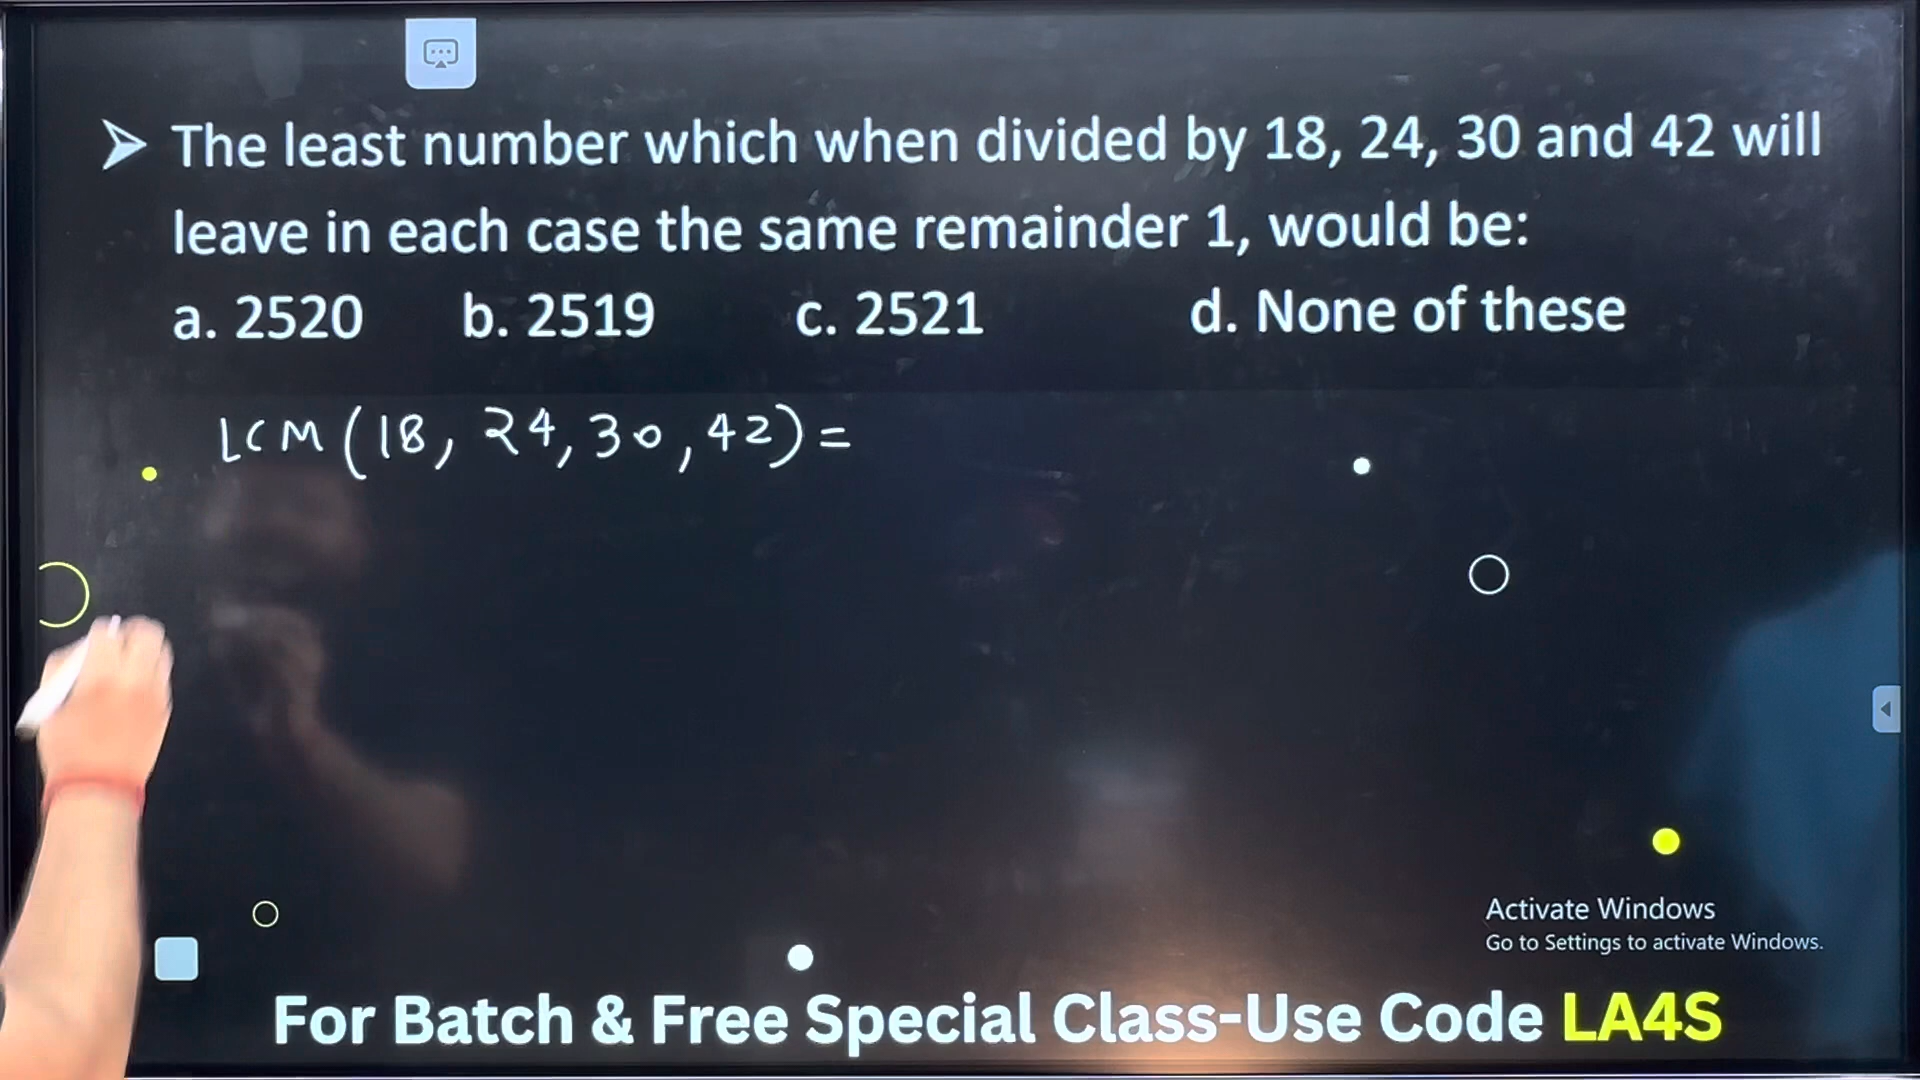 ➤ The least number which when divided by 18, 24, 30 and 42 will
leave in each case the same remainder 1, would be:
a. 2520 b. 2519 c. 2521 d. None of these
LCM (18, 24, 30, 42) =
Activate Windows
Go to Settings to activate Windows.
For Batch & Free Special Class-Use Code LA4S